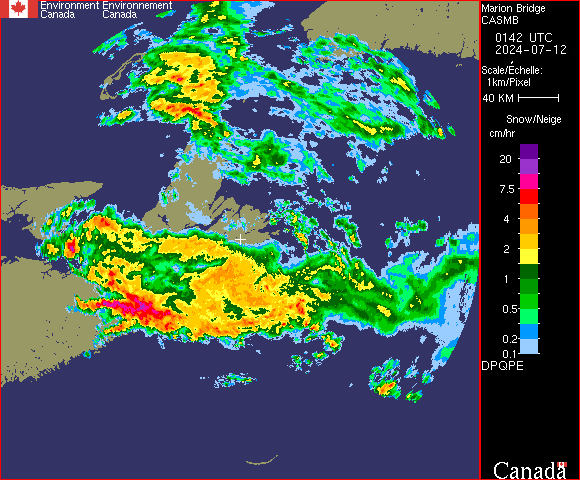 Environment Environnement
Canada Canada
Marion Bridge
CASMB
0142 UTC
2024-07-12
Scale/Échelle:
1km/Pixel
40 KM
Snow/Neige
cm/hr
20
7.5
4
2
1
0.5
0.2
0.1
DPQPE
Canada